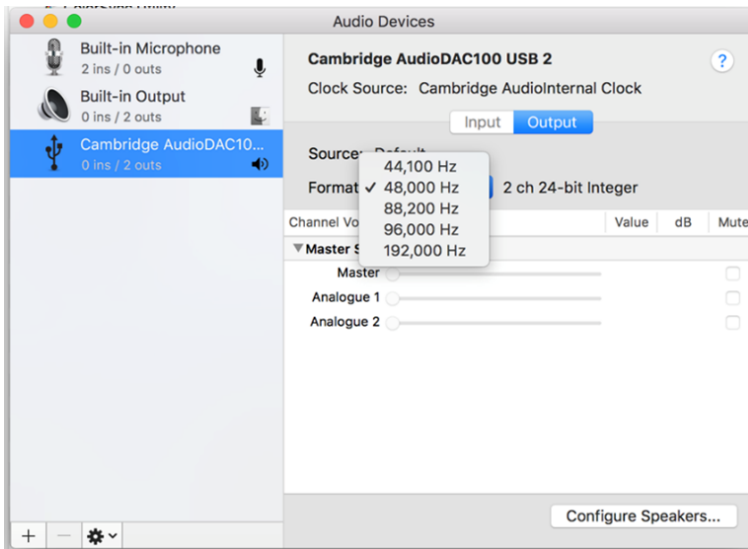 Audio Devices
Built-in Microphone
2 ins / 0 outs
Built-in Output
0 ins / 2 outs
Cambridge AudioDAC10...
0 ins / 2 outs
Cambridge AudioDAC100 USB 2
?
Clock Source: Cambridge AudioInternal Clock
Input Output
Source: Default
44,100 Hz
Format ✓ 48,000 Hz 2 ch 24-bit Integer
88,200 Hz
96,000 Hz
192,000 Hz
Channel Vo Value dB Mute
Master S
Master
Analogue 1
Analogue 2
Configure Speakers...